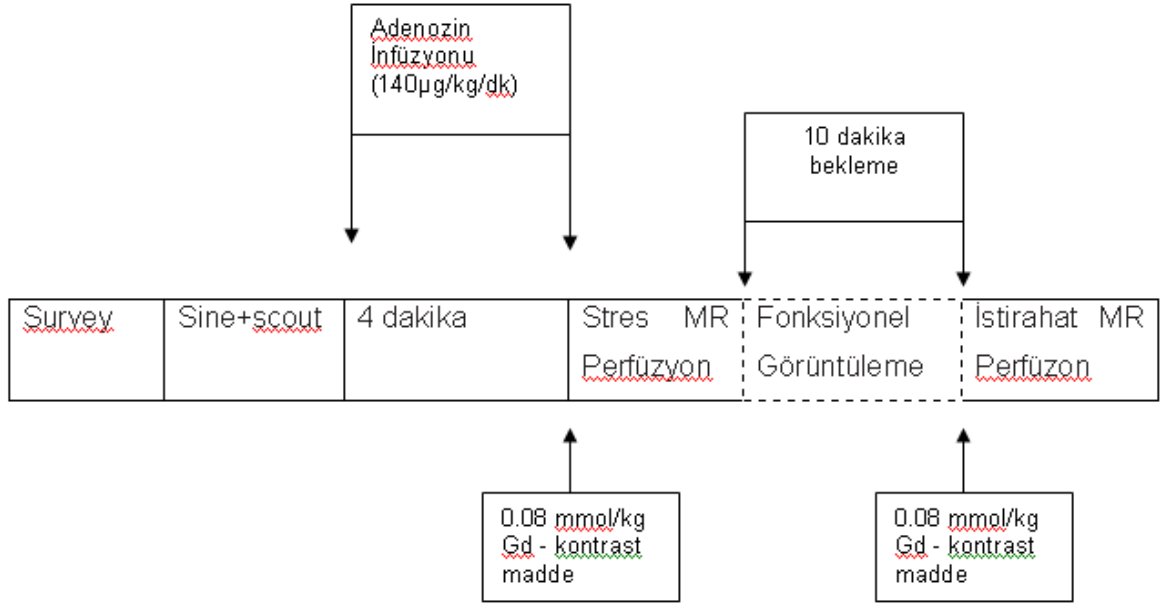 Adenozin
İnfüzyonu
(140µg/kg/dk)
10 dakika
bekleme
Survey
Sine+scout
4 dakika
Stres MR
Perfüzyon
Fonksiyonel
Görüntüleme
İstirahat MR
Perfüzon
0.08 mmol/kg
Gd - kontrast
madde
0.08 mmol/kg
Gd - kontrast
madde